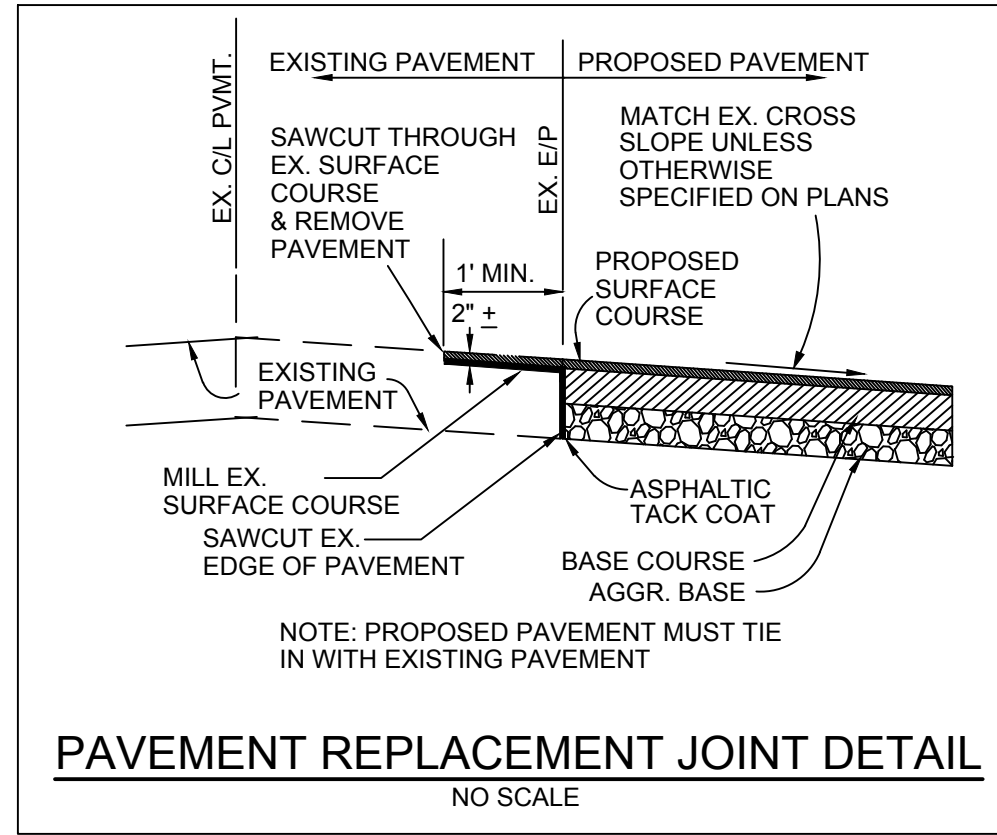 EX. C/L PVMT.
EXISTING PAVEMENT
PROPOSED PAVEMENT
SAWCUT THROUGH
EX. SURFACE
COURSE
& REMOVE
PAVEMENT
EX. E/P
MATCH EX. CROSS
SLOPE UNLESS
OTHERWISE
SPECIFIED ON PLANS
1' MIN.
2" ±
PROPOSED
SURFACE
COURSE
EXISTING
PAVEMENT
MILL EX.
SURFACE COURSE
SAWCUT EX.
EDGE OF PAVEMENT
ASPHALTIC
TACK COAT
BASE COURSE
AGGR. BASE
NOTE: PROPOSED PAVEMENT MUST TIE
IN WITH EXISTING PAVEMENT
PAVEMENT REPLACEMENT JOINT DETAIL
NO SCALE